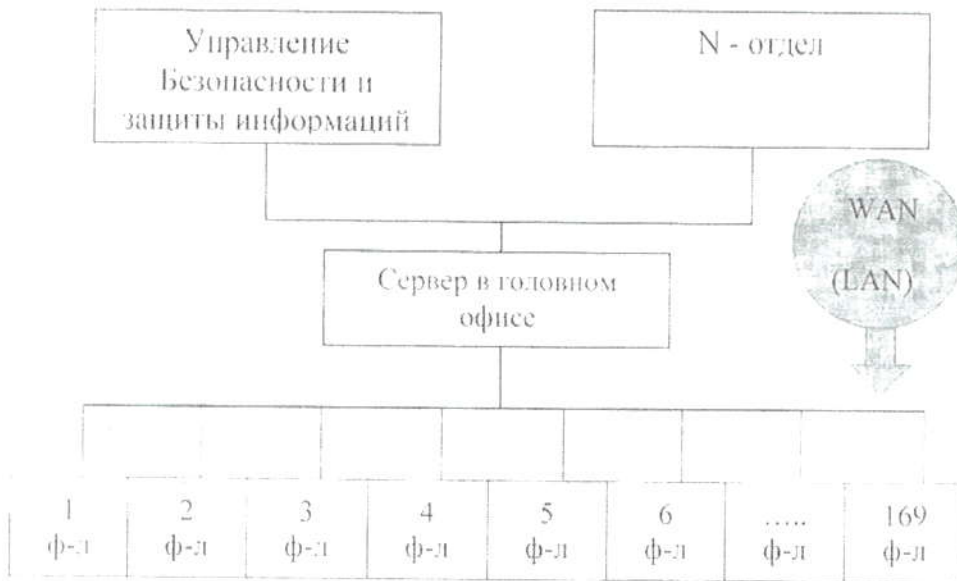 Управление
Безопасности и
защиты информаций
N - отдел
WAN
(LAN)
Сервер в головном
офисе
1
ф-л
2
ф-л
3
ф-л
4
ф-л
5
ф-л
6
ф-л
.....
ф-л
169
ф-л